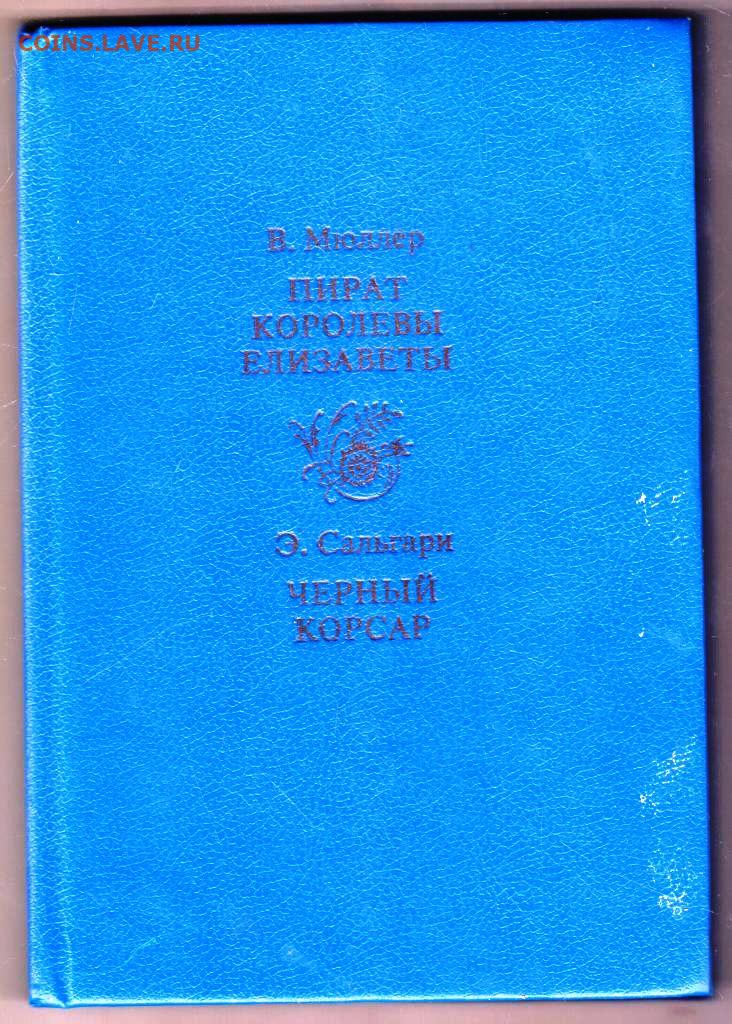 COINS.LAVE.RU
В. Мюллер
ПИРАТ
КОРОЛЕВЫ
ЕЛИЗАВЕТЫ
Э. Сальгари
ЧЕРНЫЙ
КОРСАР